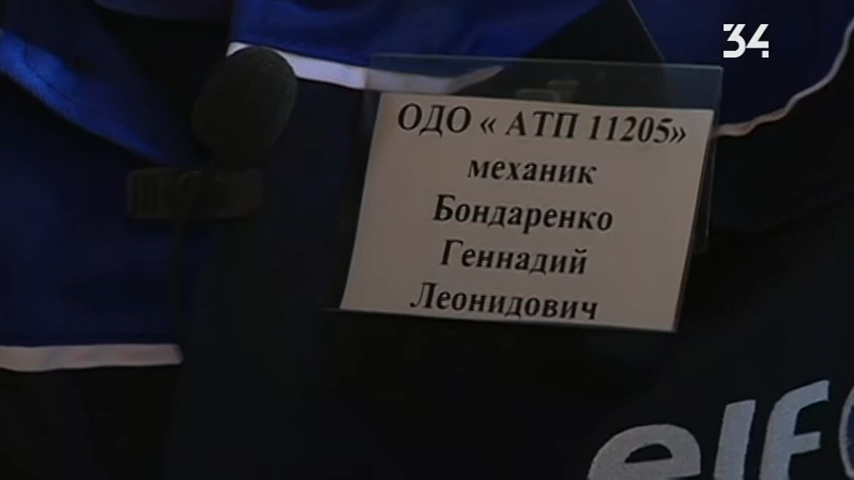 34
ОДО « АТП 11205»
механик
Бондаренко
Геннадий
Леонидович
elf